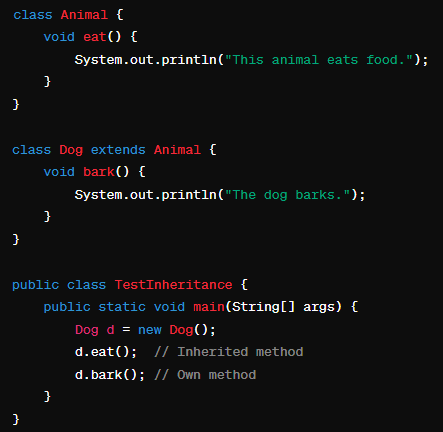 class Animal {
    void eat() {
        System.out.println("This animal eats food.");
    }
}

class Dog extends Animal {
    void bark() {
        System.out.println("The dog barks.");
    }
}

public class TestInheritance {
    public static void main(String[] args) {
        Dog d = new Dog();
        d.eat();  // Inherited method
        d.bark(); // Own method
    }
}